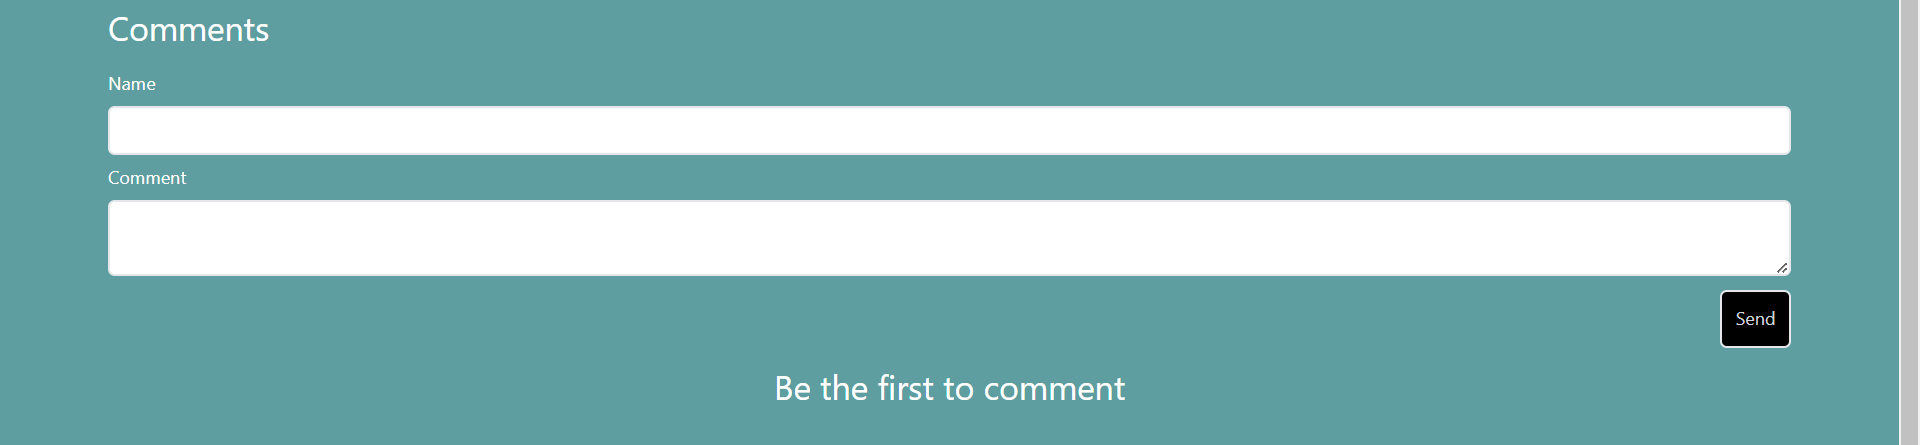 Comments
Name
Comment
Send
Be the first to comment